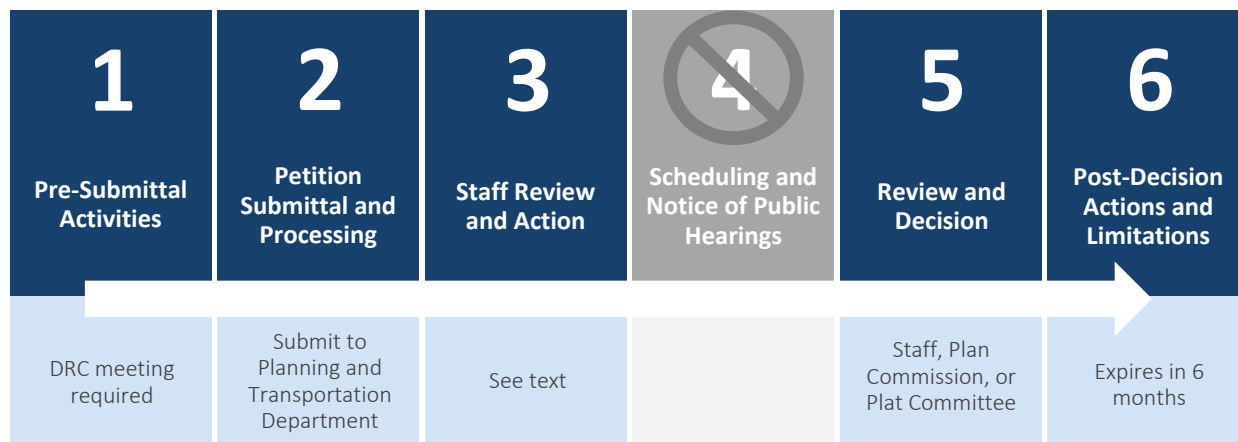 1
Pre-Submittal
Activities
DRC meeting
required
2
Petition
Submittal and
Processing
Submit to
Planning and
Transportation
Department
3
Staff Review
and Action
See text
4
Scheduling and
Notice of Public
Hearings
5
Review and
Decision
Staff, Plan
Commission, or
Plat Committee
6
Post-Decision
Actions and
Limitations
Expires in 6
months